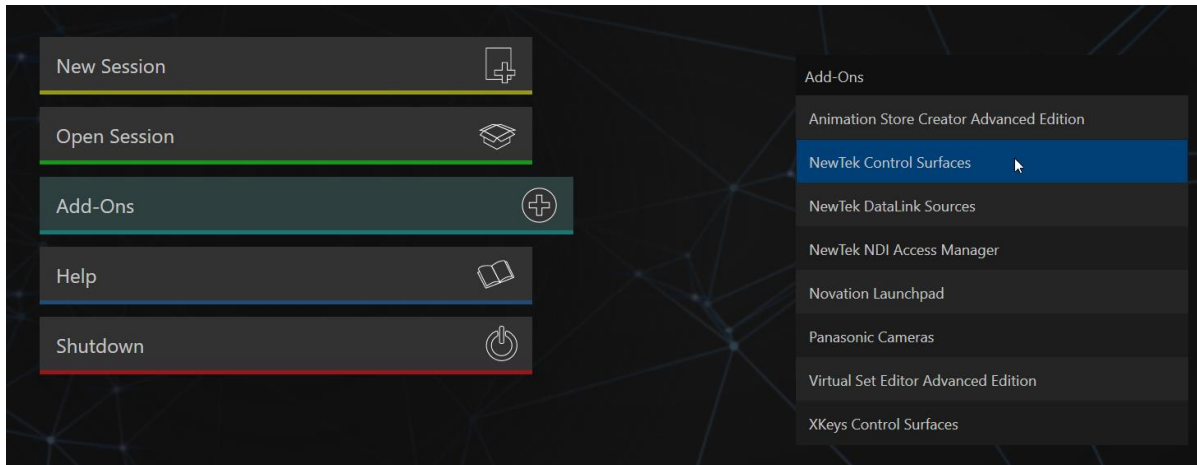 New Session
Open Session
Add-Ons
Help
Shutdown
Add-Ons
Animation Store Creator Advanced Edition
NewTek Control Surfaces
NewTek DataLink Sources
NewTek NDI Access Manager
Novation Launchpad
Panasonic Cameras
Virtual Set Editor Advanced Edition
XKeys Control Surfaces